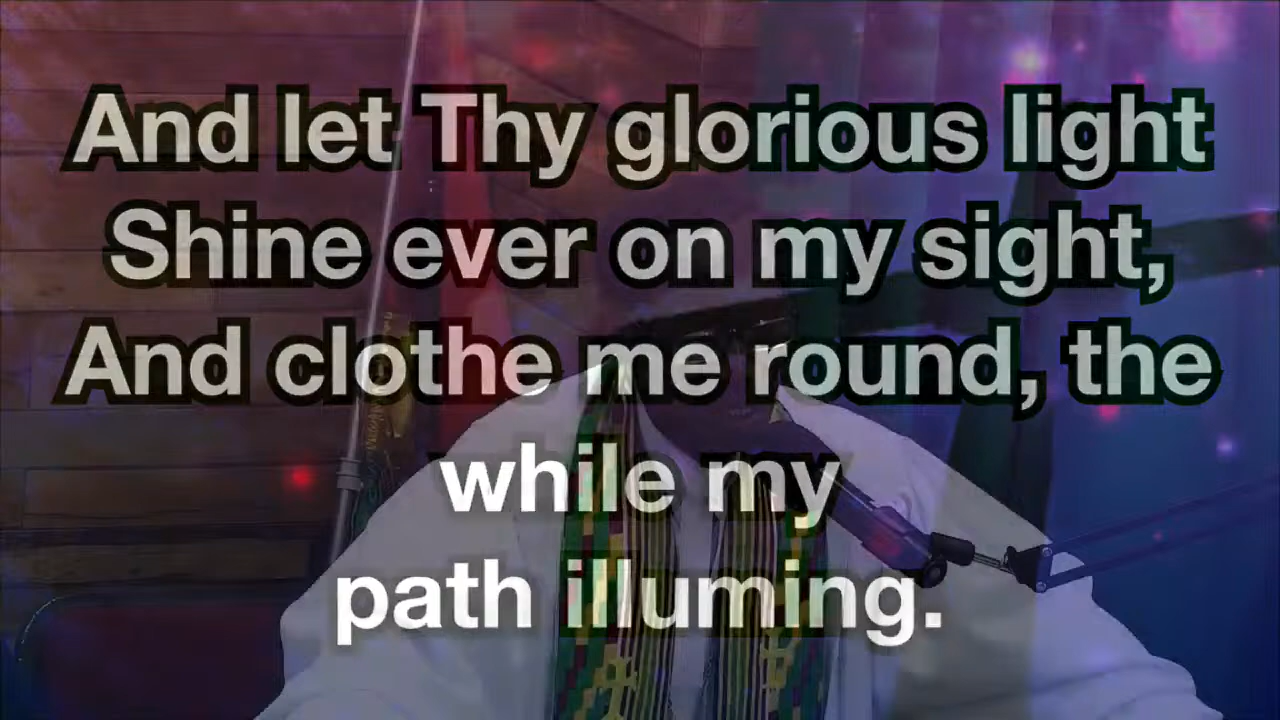 And let Thy glorious light
Shine ever on my sight,
And clothe me round, the
while my
path illuming.